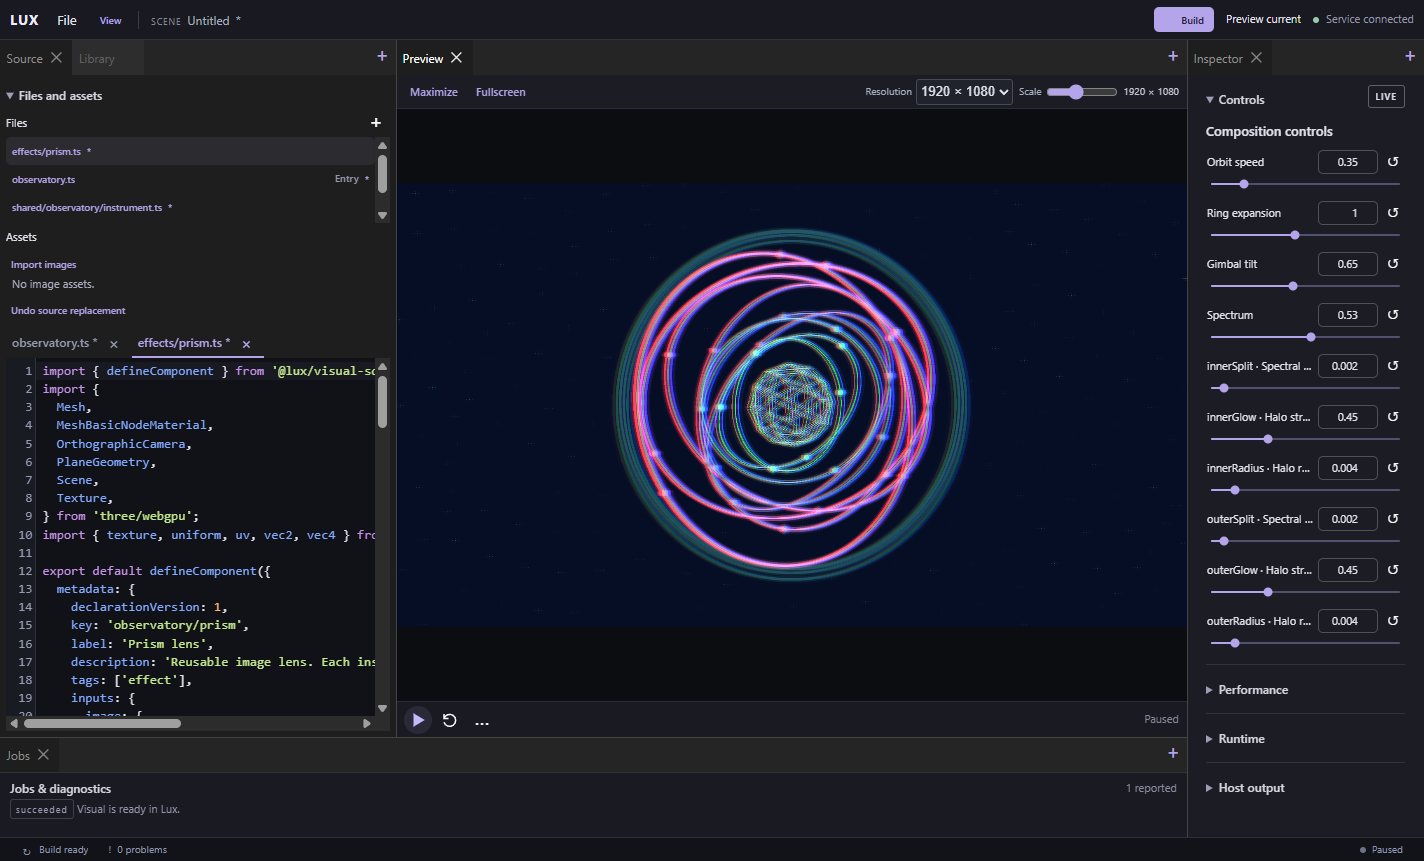 LUX File View SCENE Untitled * Build Preview current Service connected
Source Library
Files and assets
Files
effects/prism.ts *
observatory.ts Entry *
shared/observatory/instrument.ts *
Assets
Import images
No image assets.
Undo source replacement
observatory.ts * effects/prism.ts *
1 import { defineComponent } from '@lux/visual-sc
2 import {
3 Mesh,
4 MeshBasicNodeMaterial,
5 OrthographicCamera,
6 PlaneGeometry,
7 Scene,
8 Texture,
9 } from 'three/webgpu';
10 import { texture, uniform, uv, vec2, vec4 } fro
11
12 export default defineComponent({
13 metadata: {
14 declarationVersion: 1,
15 key: 'observatory/prism',
16 label: 'Prism lens',
17 description: 'Reusable image lens. Each ins
18 tags: ['effect'],
19 inputs: {
20 image: {
Preview
Maximize Fullscreen Resolution 1920 × 1080 Scale 1920 × 1080
Paused
Inspector
Controls LIVE
Composition controls
Orbit speed 0.35
Ring expansion 1
Gimbal tilt 0.65
Spectrum 0.53
innerSplit · Spectral ... 0.002
innerGlow · Halo str... 0.45
innerRadius · Halo r... 0.004
outerSplit · Spectral ... 0.002
outerGlow · Halo str... 0.45
outerRadius · Halo r... 0.004
Performance
Runtime
Host output
Jobs
Jobs & diagnostics 1 reported
succeeded Visual is ready in Lux.
Build ready ! 0 problems Paused